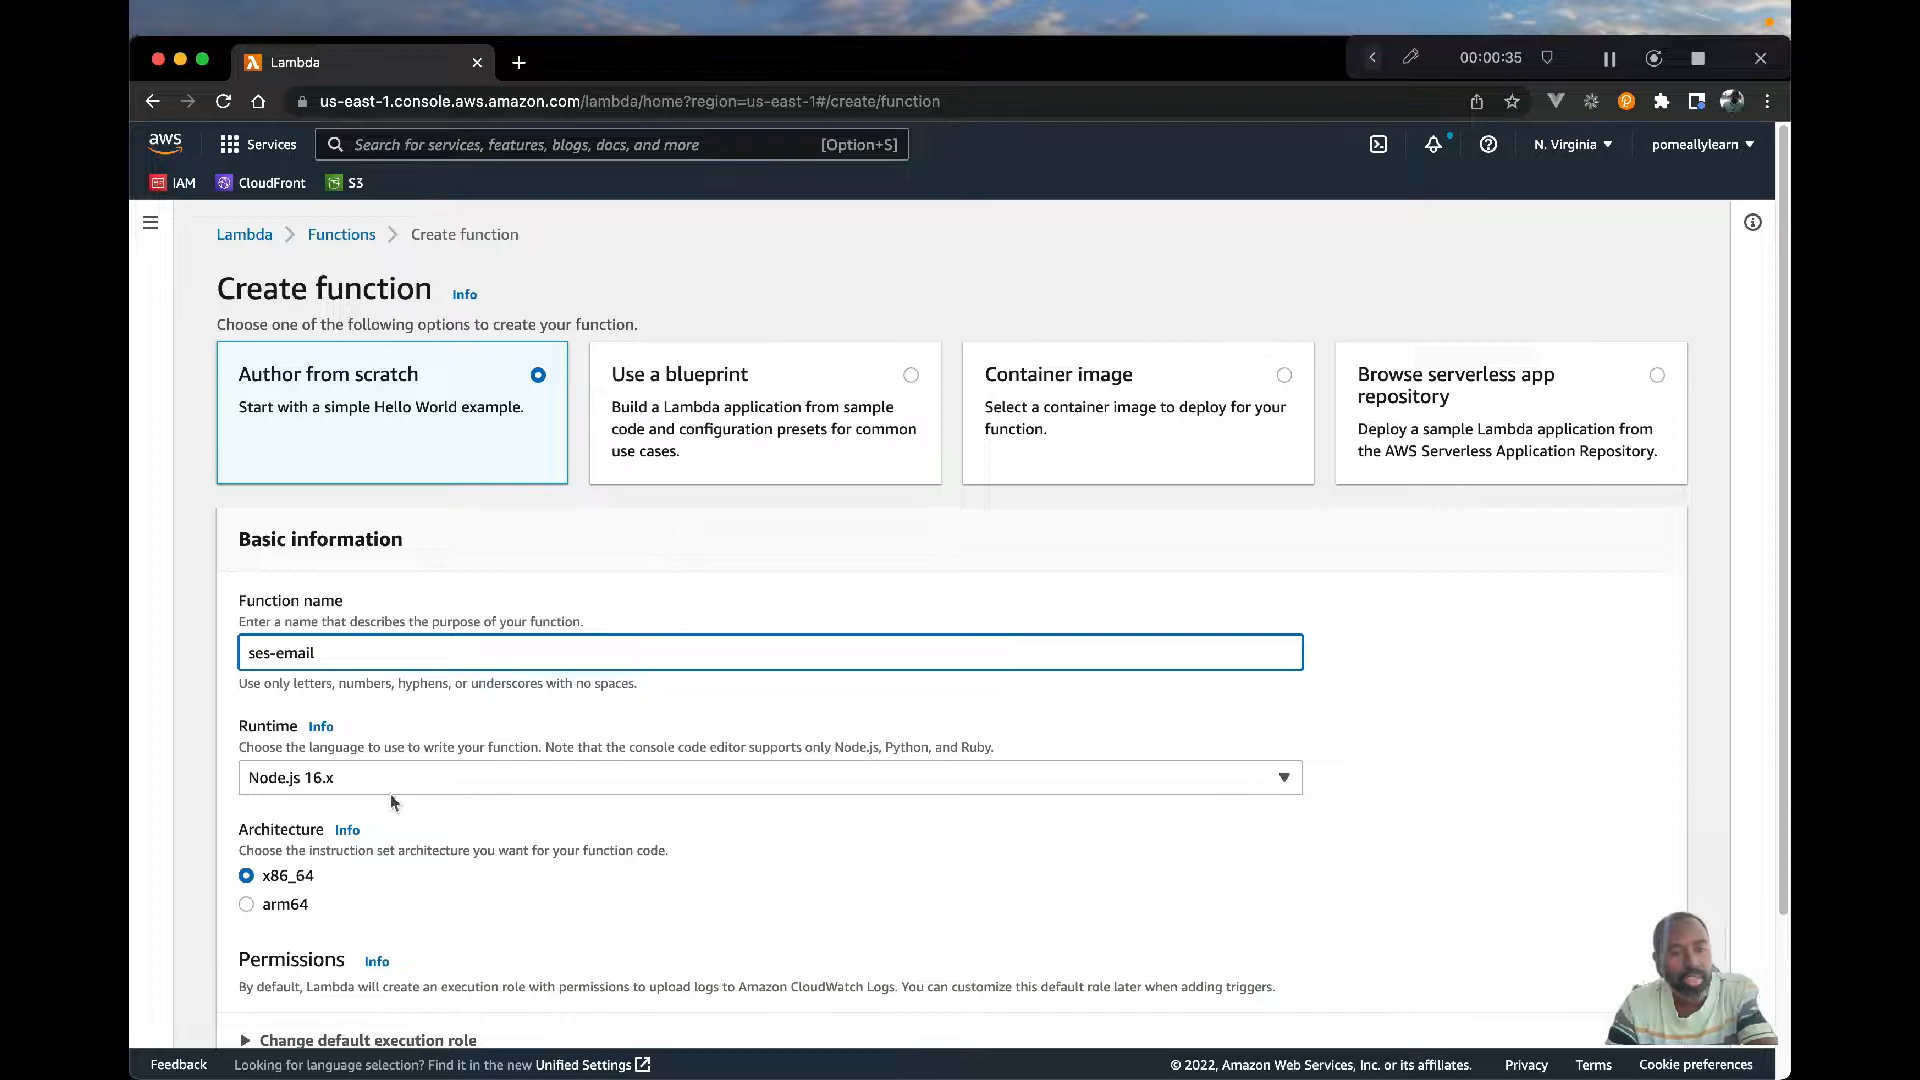 Lambda
00:00:35
us-east-1.console.aws.amazon.com/lambda/home?region=us-east-1#/create/function
aws
Services
Search for services, features, blogs, docs, and more
[Option+S]
N. Virginia
pomeallylearn
IAM
CloudFront
S3
Lambda
Functions
Create function
Create function
Info
Choose one of the following options to create your function.
Author from scratch
Start with a simple Hello World example.
Use a blueprint
Build a Lambda application from sample
code and configuration presets for common
use cases.
Container image
Select a container image to deploy for your
function.
Browse serverless app
repository
Deploy a sample Lambda application from
the AWS Serverless Application Repository.
Basic information
Function name
Enter a name that describes the purpose of your function.
ses-email
Use only letters, numbers, hyphens, or underscores with no spaces.
Runtime
Info
Choose the language to use to write your function. Note that the console code editor supports only Node.js, Python, and Ruby.
Node.js 16.x
Architecture
Info
Choose the instruction set architecture you want for your function code.
x86_64
arm64
Permissions
Info
By default, Lambda will create an execution role with permissions to upload logs to Amazon CloudWatch Logs. You can customize this default role later when adding triggers.
Change default execution role
Feedback
Looking for language selection? Find it in the new Unified Settings
© 2022, Amazon Web Services, Inc. or its affiliates.
Privacy
Terms
Cookie preferences